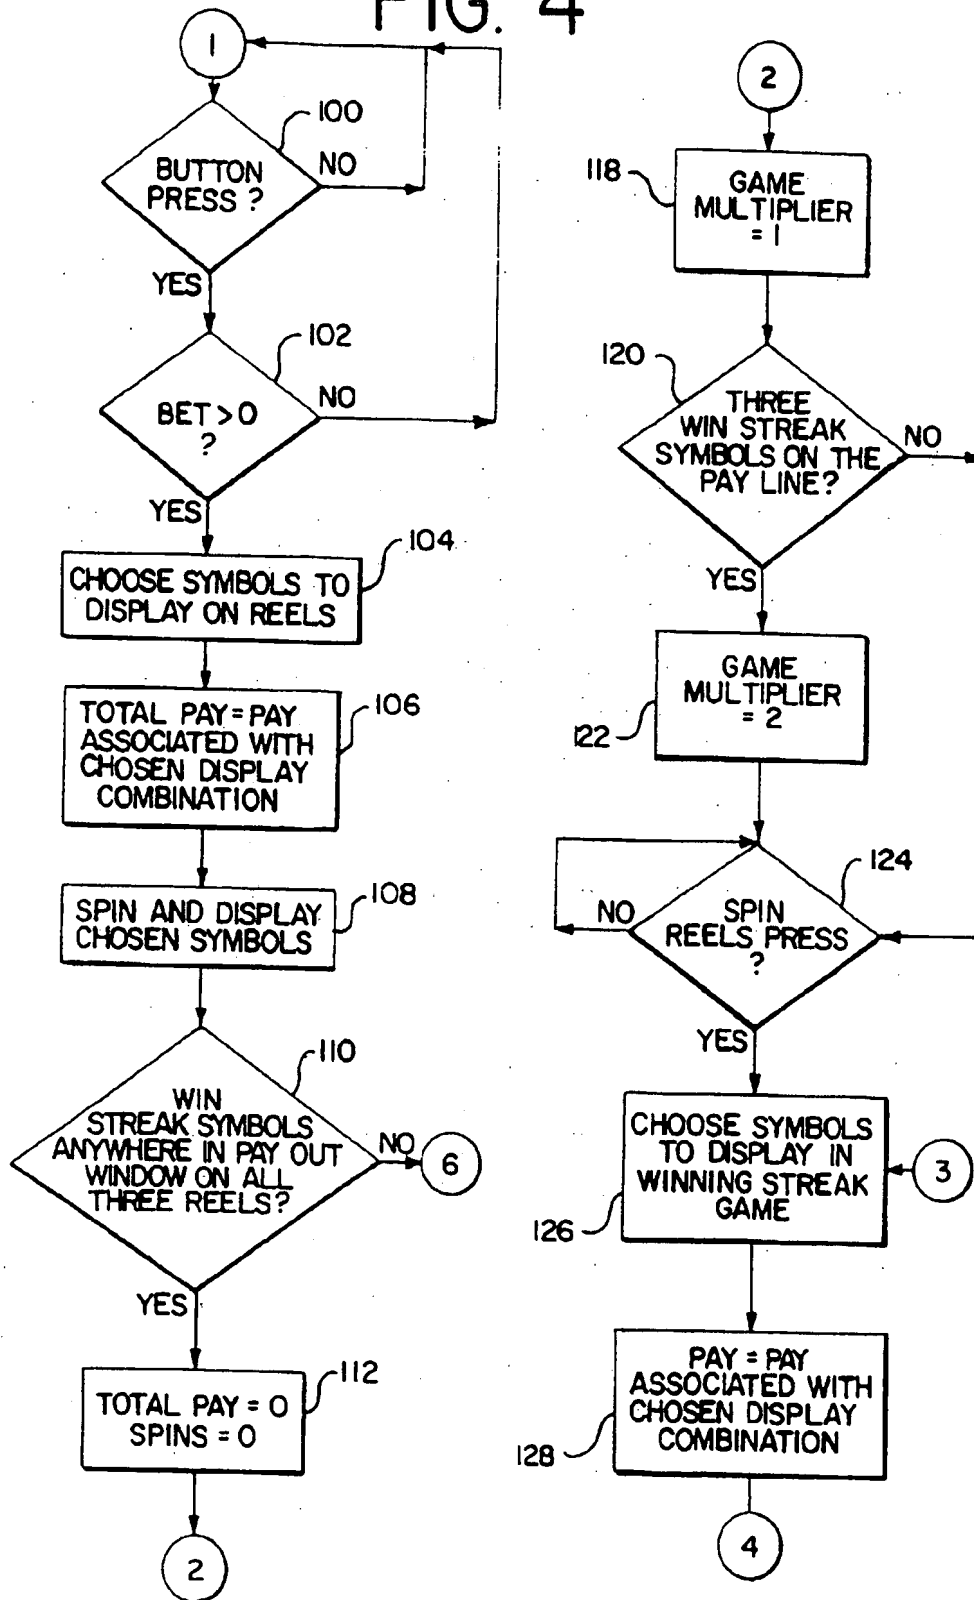 FIG. 4
1
100
BUTTON
PRESS ?
NO
YES
102
BET > 0
?
NO
YES
104
CHOOSE SYMBOLS TO
DISPLAY ON REELS
106
TOTAL PAY = PAY
ASSOCIATED WITH
CHOSEN DISPLAY
COMBINATION
108
SPIN AND DISPLAY
CHOSEN SYMBOLS
110
WIN
STREAK SYMBOLS
ANYWHERE IN PAY OUT
WINDOW ON ALL
THREE REELS?
NO
6
YES
112
TOTAL PAY = 0
SPINS = 0
2
2
118
GAME
MULTIPLIER
= 1
120
THREE
WIN STREAK
SYMBOLS ON THE
PAY LINE?
NO
YES
GAME
MULTIPLIER
= 2
122
124
SPIN
REELS PRESS
?
NO
YES
CHOOSE SYMBOLS
TO DISPLAY IN
WINNING STREAK
GAME
3
126
PAY = PAY
ASSOCIATED WITH
CHOSEN DISPLAY
COMBINATION
128
4